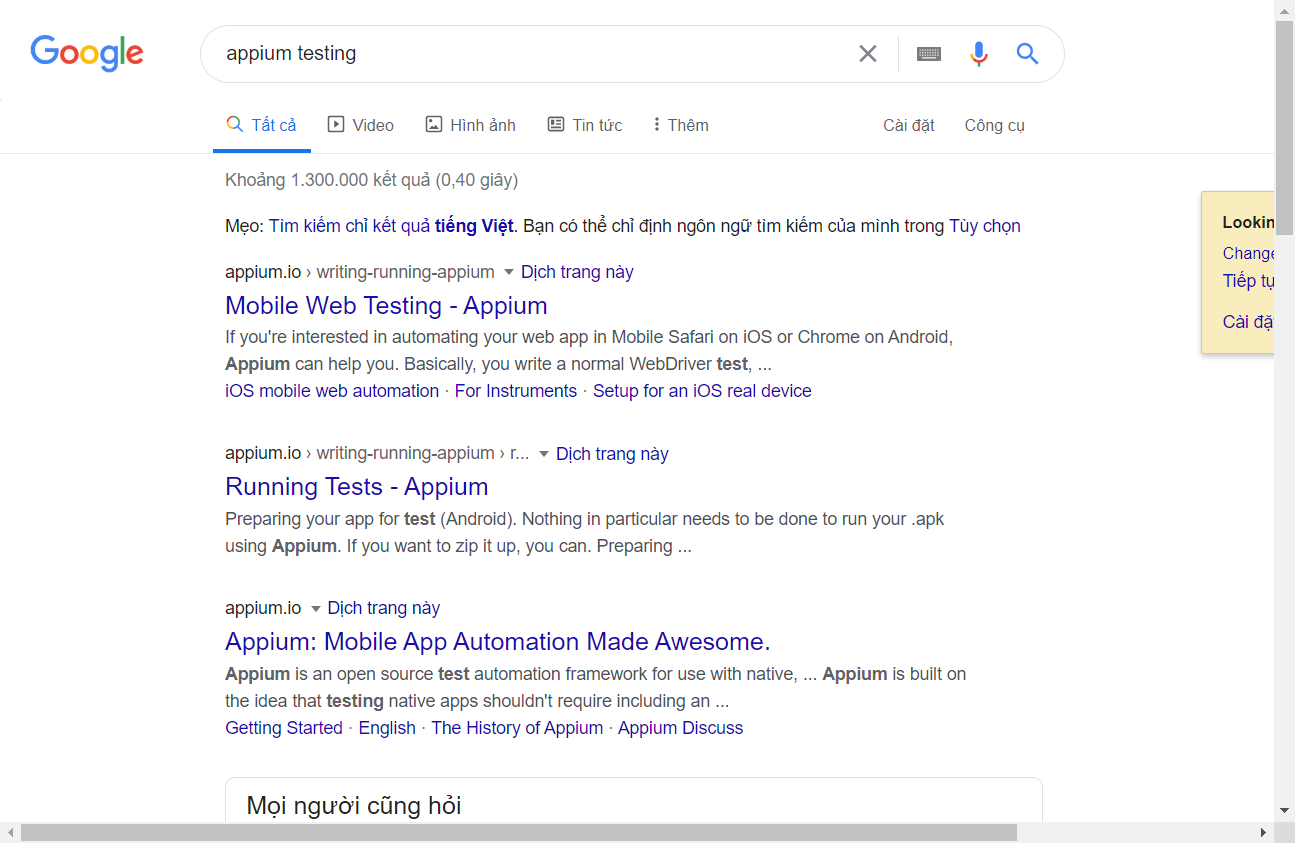 Google
appium testing
Tất cả Video Hình ảnh Tin tức Thêm Cài đặt Công cụ
Khoảng 1.300.000 kết quả (0,40 giây)
Mẹo: Tìm kiếm chỉ kết quả tiếng Việt. Bạn có thể chỉ định ngôn ngữ tìm kiếm của mình trong Tùy chọn
appium.io › writing-running-appium Dịch trang này
Mobile Web Testing - Appium
If you're interested in automating your web app in Mobile Safari on iOS or Chrome on Android,
Appium can help you. Basically, you write a normal WebDriver test, ...
iOS mobile web automation · For Instruments · Setup for an iOS real device
appium.io › writing-running-appium › r... Dịch trang này
Running Tests - Appium
Preparing your app for test (Android). Nothing in particular needs to be done to run your .apk
using Appium. If you want to zip it up, you can. Preparing ...
appium.io Dịch trang này
Appium: Mobile App Automation Made Awesome.
Appium is an open source test automation framework for use with native, ... Appium is built on
the idea that testing native apps shouldn't require including an ...
Getting Started · English · The History of Appium · Appium Discuss
Mọi người cũng hỏi
Lookin
Change
Tiếp tụ
Cài đặ